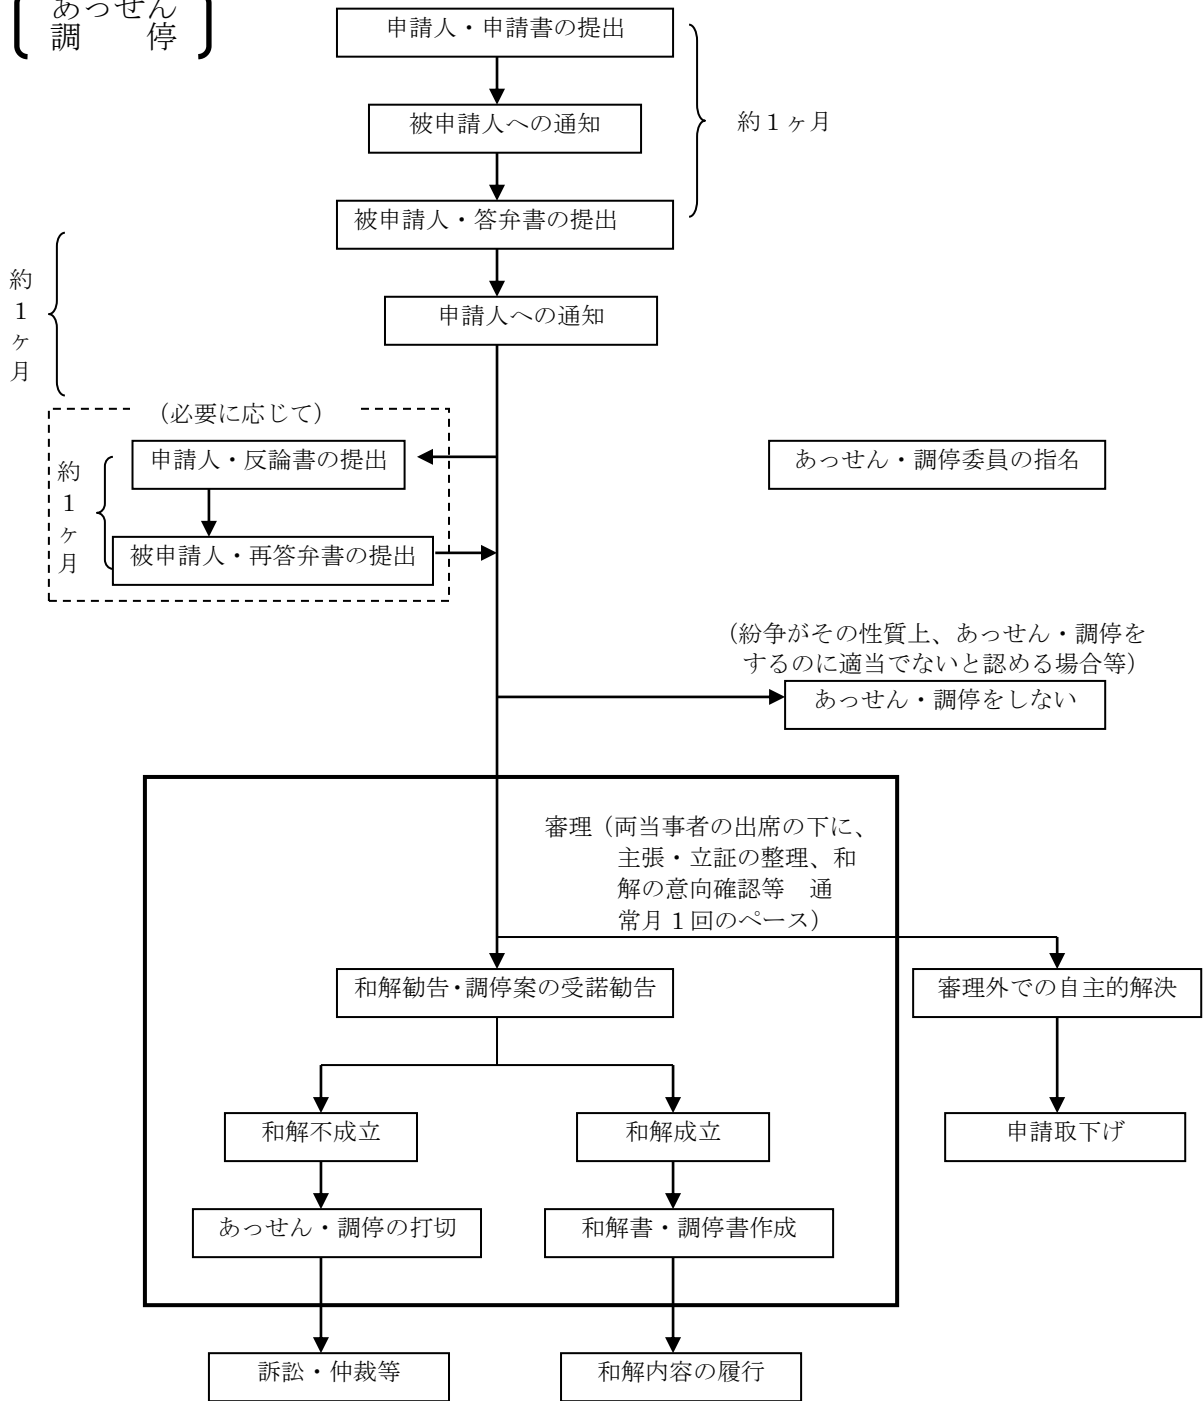 あっせん
調　　停
申請人・申請書の提出
被申請人への通知
約１ヶ月
被申請人・答弁書の提出
約１ヶ月
申請人への通知
（必要に応じて）
申請人・反論書の提出
約１ヶ月
被申請人・再答弁書の提出
あっせん・調停委員の指名
（紛争がその性質上、あっせん・調停を
するのに適当でないと認める場合等）
あっせん・調停をしない
審理（両当事者の出席の下に、
主張・立証の整理、和
解の意向確認等　通
常月１回のペース）
和解勧告・調停案の受諾勧告
審理外での自主的解決
和解不成立
和解成立
申請取下げ
あっせん・調停の打切
和解書・調停書作成
訴訟・仲裁等
和解内容の履行